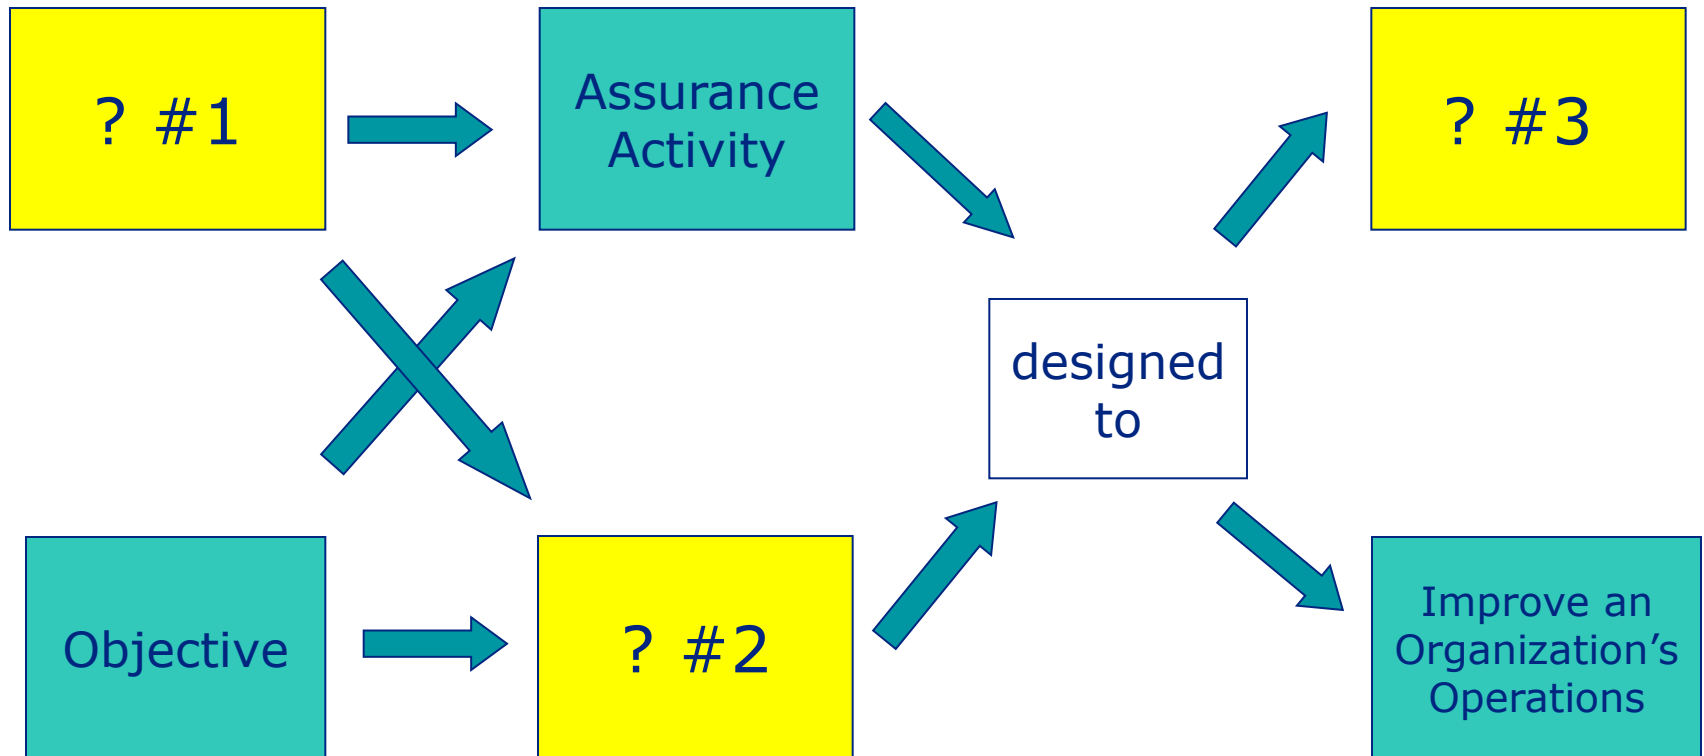 ? #1
Assurance
Activity
? #3
designed
to
Objective
? #2
Improve an
Organization’s
Operations